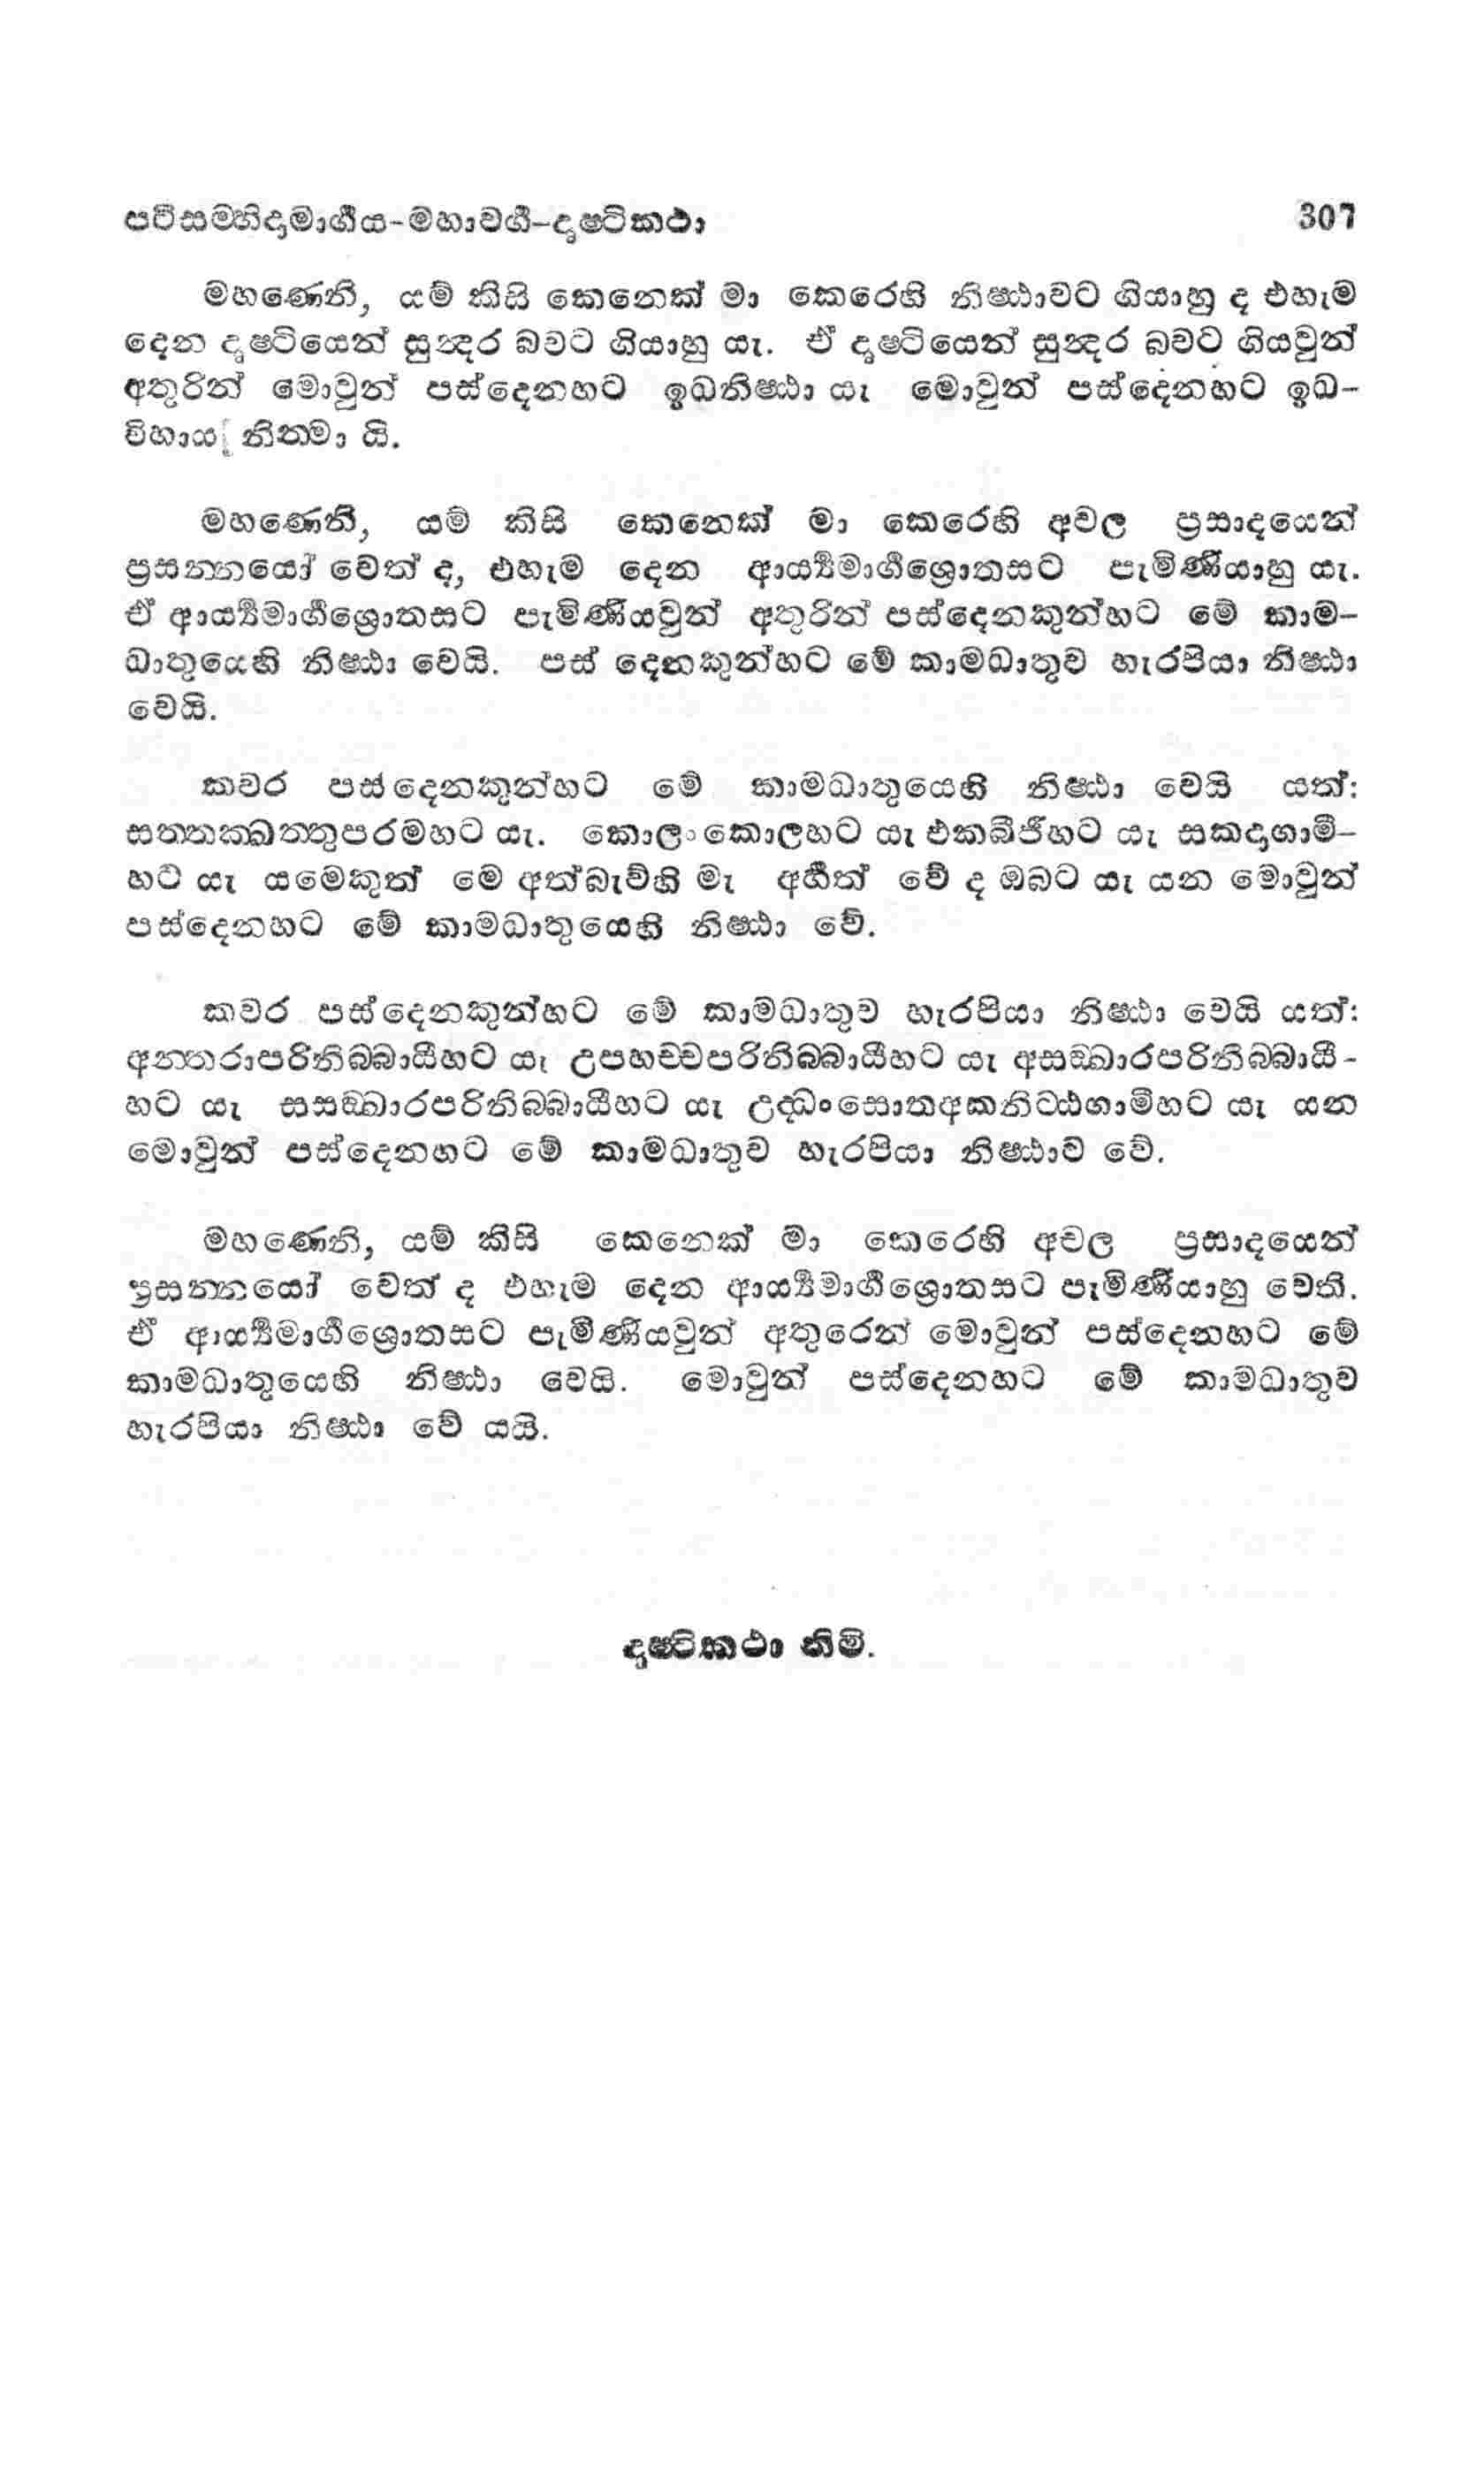 පටිසම්භිදාමාර්ගය-මහාවර්ග-දෘෂ්ටිකථා 307
මහණෙනි, යම් කිසි කෙනෙක් මා කෙරෙහි නිෂ්ඨාවට ගියාහු ද එහැම
දෙන දෘෂ්ටියෙන් සුන්‍දර බවට ගියාහු යැ. ඒ දෘෂ්ටියෙන් සුන්‍දර බවට ගියවුන්
අතුරින් මොවුන් පස්දෙනහට ඉධනිෂ්ඨා යැ මොවුන් පස්දෙනහට ඉධ-
විහාය නිත්මා යි.
මහණෙනි, යම් කිසි කෙනෙක් මා කෙරෙහි අචල ප්‍රසාදයෙන්
ප්‍රසන්නයෝ වෙත් ද, එහැම දෙන ආර්‍ය්‍යමාර්ගශ්‍රොතසට පැමිණියාහු යැ.
ඒ ආර්‍ය්‍යමාර්ගශ්‍රොතසට පැමිණියවුන් අතුරින් පස්දෙනකුන්හට මේ කාම-
ධාතුයෙහි නිෂ්ඨා වෙයි. පස් දෙනකුන්හට මේ කාමධාතුව හැරපියා නිෂ්ඨා
වෙයි.
කවර පස්දෙනකුන්හට මේ කාමධාතුයෙහි නිෂ්ඨා වෙයි යත්:
සත්තක්ඛත්තුපරමහට යැ. කොලංකොලහට යැ එකබීජීහට යැ සකදාගාමී-
හට යැ යමෙකුත් මෙ අත්බැව්හි මැ අර්හත් වේ ද ඔබට යැ යන මොවුන්
පස්දෙනහට මේ කාමධාතුයෙහි නිෂ්ඨා වේ.
කවර පස්දෙනකුන්හට මේ කාමධාතුව හැරපියා නිෂ්ඨා වෙයි යත්:
අන්තරාපරිනිබ්බායීහට යැ උපහච්චපරිනිබ්බායීහට යැ අසඞ්ඛාරපරිනිබ්බායී-
හට යැ සසඞ්ඛාරපරිනිබ්බායීහට යැ උද්ධංසොතඅකනිට්ඨගාමීහට යැ යන
මොවුන් පස්දෙනහට මේ කාමධාතුව හැරපියා නිෂ්ඨාව වේ.
මහණෙනි, යම් කිසි කෙනෙක් මා කෙරෙහි අචල ප්‍රසාදයෙන්
ප්‍රසන්නයෝ වෙත් ද එහැම දෙන ආර්‍ය්‍යමාර්ගශ්‍රොතසට පැමිණියාහු වෙති.
ඒ ආර්‍ය්‍යමාර්ගශ්‍රොතසට පැමිණියවුන් අතුරෙන් මොවුන් පස්දෙනහට මේ
කාමධාතුයෙහි නිෂ්ඨා වෙයි. මොවුන් පස්දෙනහට මේ කාමධාතුව
හැරපියා නිෂ්ඨා වේ යයි.
දෘෂ්ටිකථා නිමි.